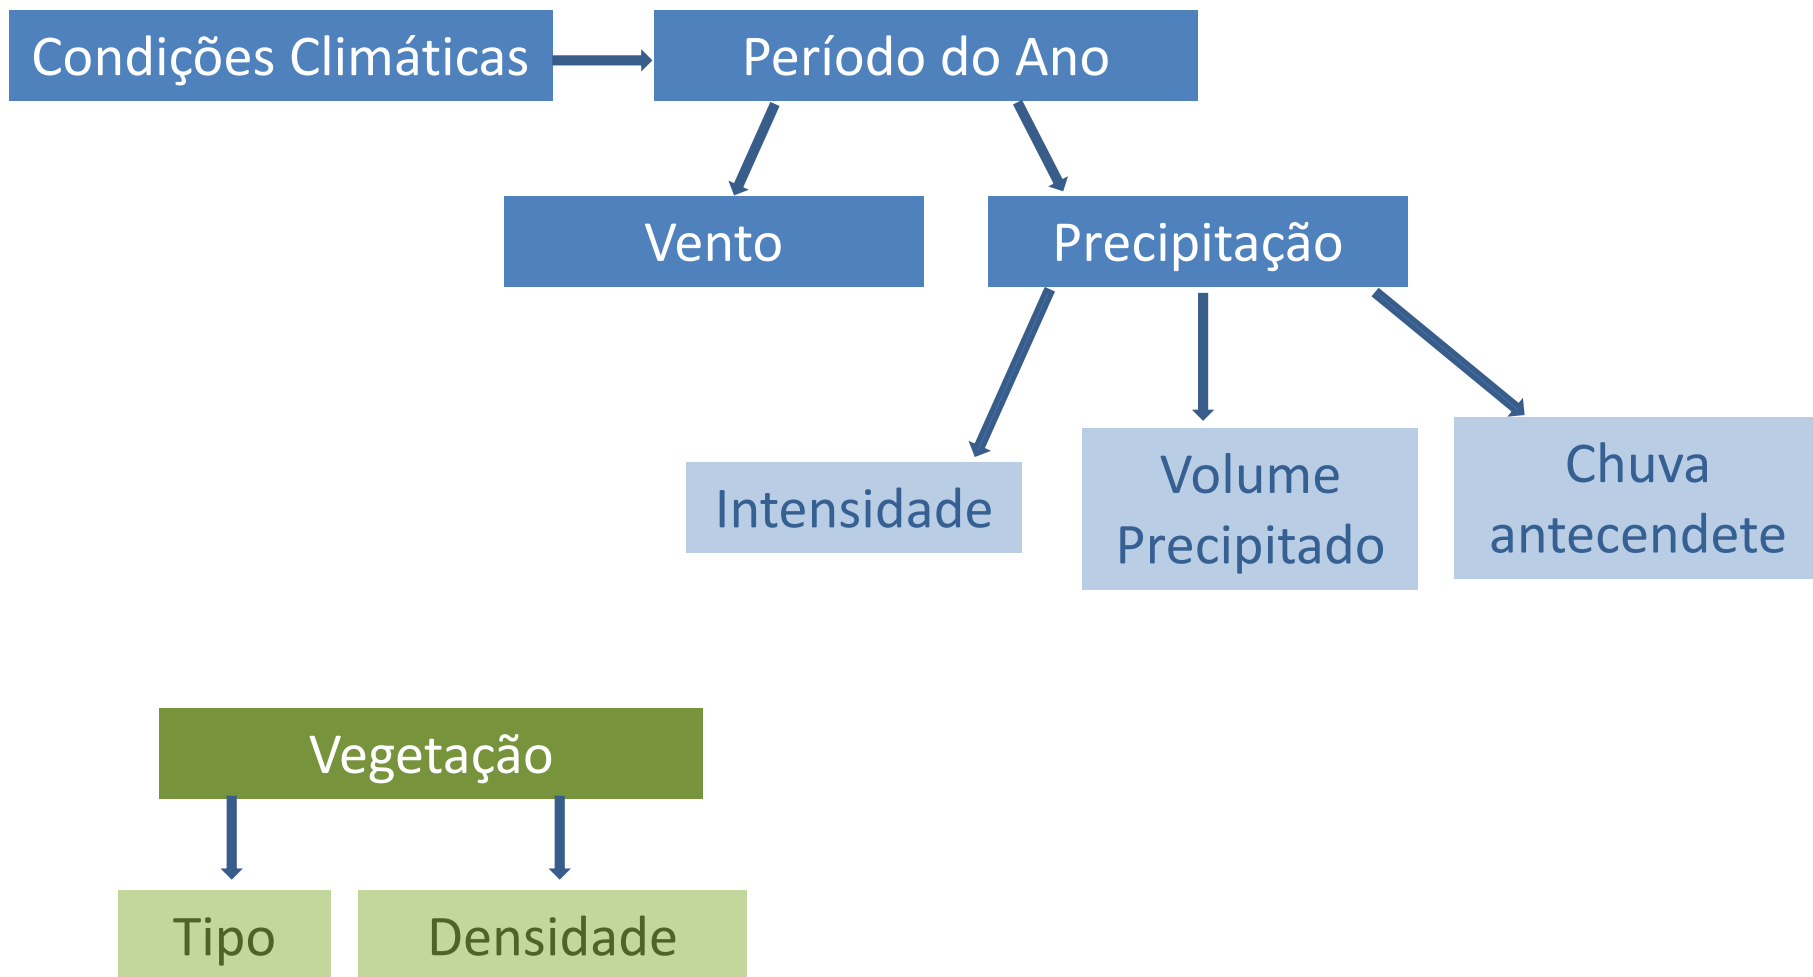 Condições Climáticas
Período do Ano
Vento
Precipitação
Intensidade
Volume
Precipitado
Chuva
antecendete
Vegetação
Tipo
Densidade